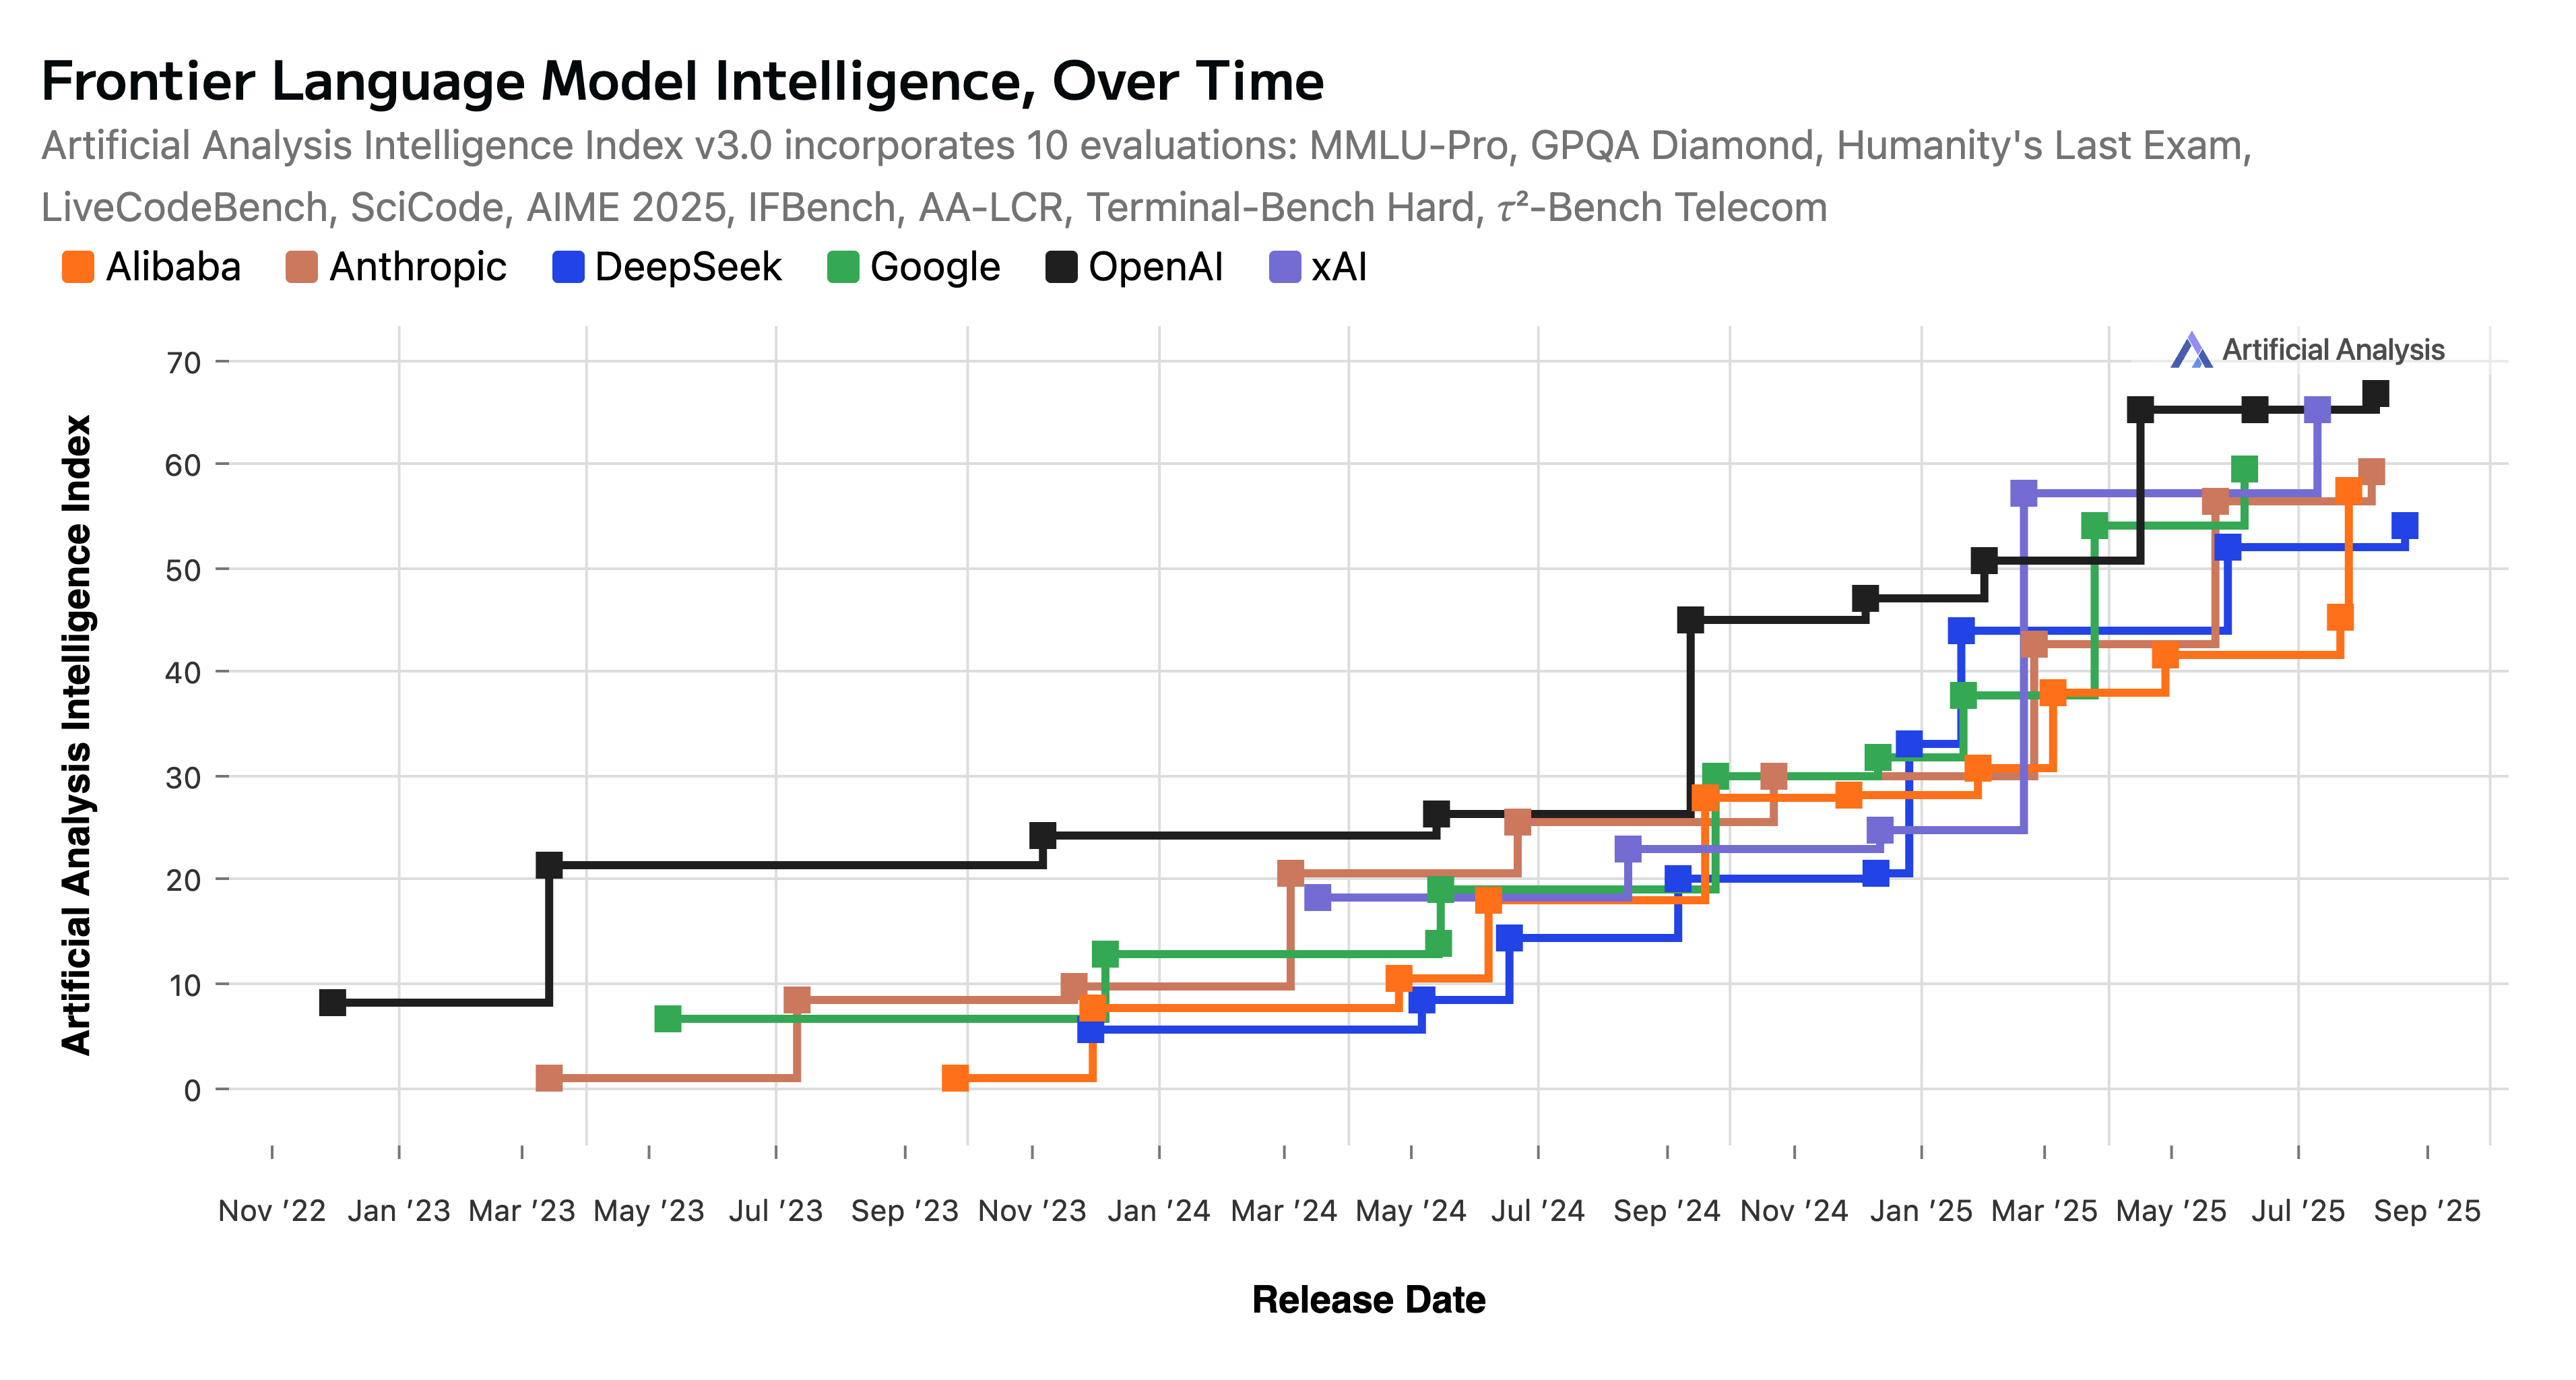 Frontier Language Model Intelligence, Over Time
Artificial Analysis Intelligence Index v3.0 incorporates 10 evaluations: MMLU-Pro, GPQA Diamond, Humanity's Last Exam,
LiveCodeBench, SciCode, AIME 2025, IFBench, AA-LCR, Terminal-Bench Hard, τ²-Bench Telecom
Alibaba Anthropic DeepSeek Google OpenAI xAI
Artificial Analysis
Artificial Analysis Intelligence Index
70
60
50
40
30
20
10
0
Nov '22 Jan '23 Mar '23 May '23 Jul '23 Sep '23 Nov '23 Jan '24 Mar '24 May '24 Jul '24 Sep '24 Nov '24 Jan '25 Mar '25 May '25 Jul '25 Sep '25
Release Date